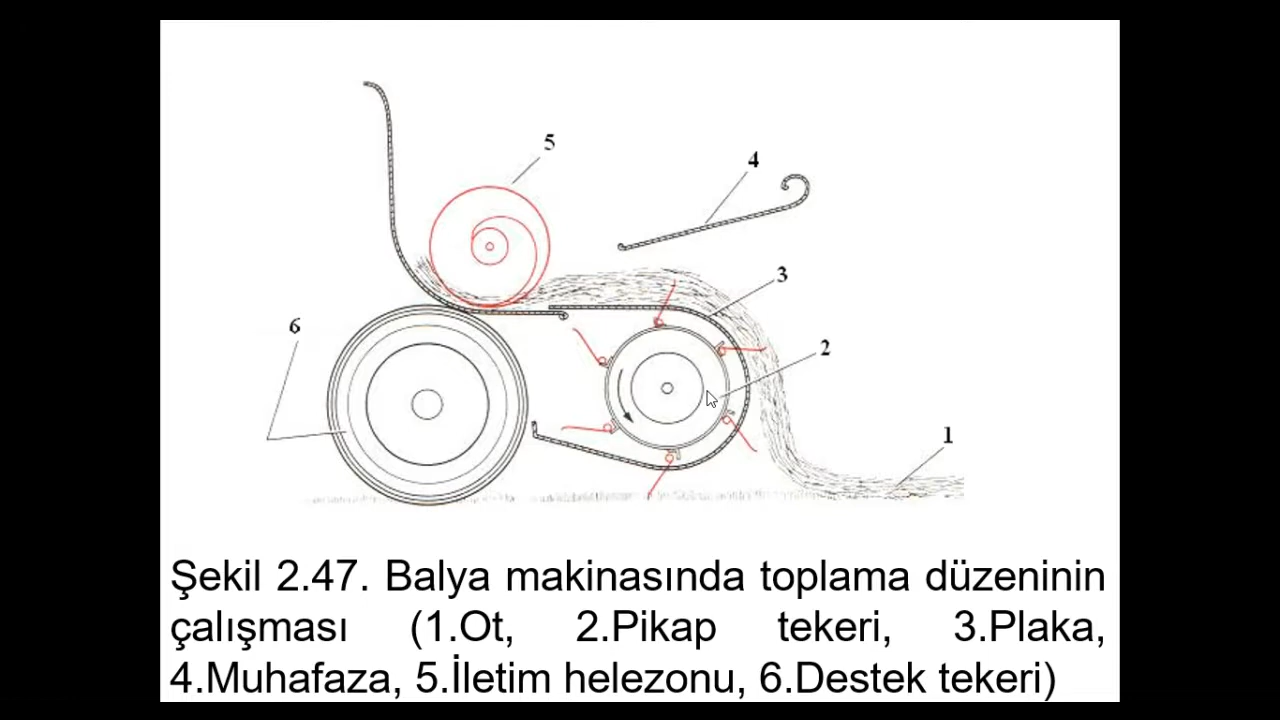 5
4
3
6
2
1
Şekil 2.47. Balya makinasında toplama düzeninin
çalışması (1.Ot, 2.Pikap tekeri, 3.Plaka,
4.Muhafaza, 5.İletim helezonu, 6.Destek tekeri)